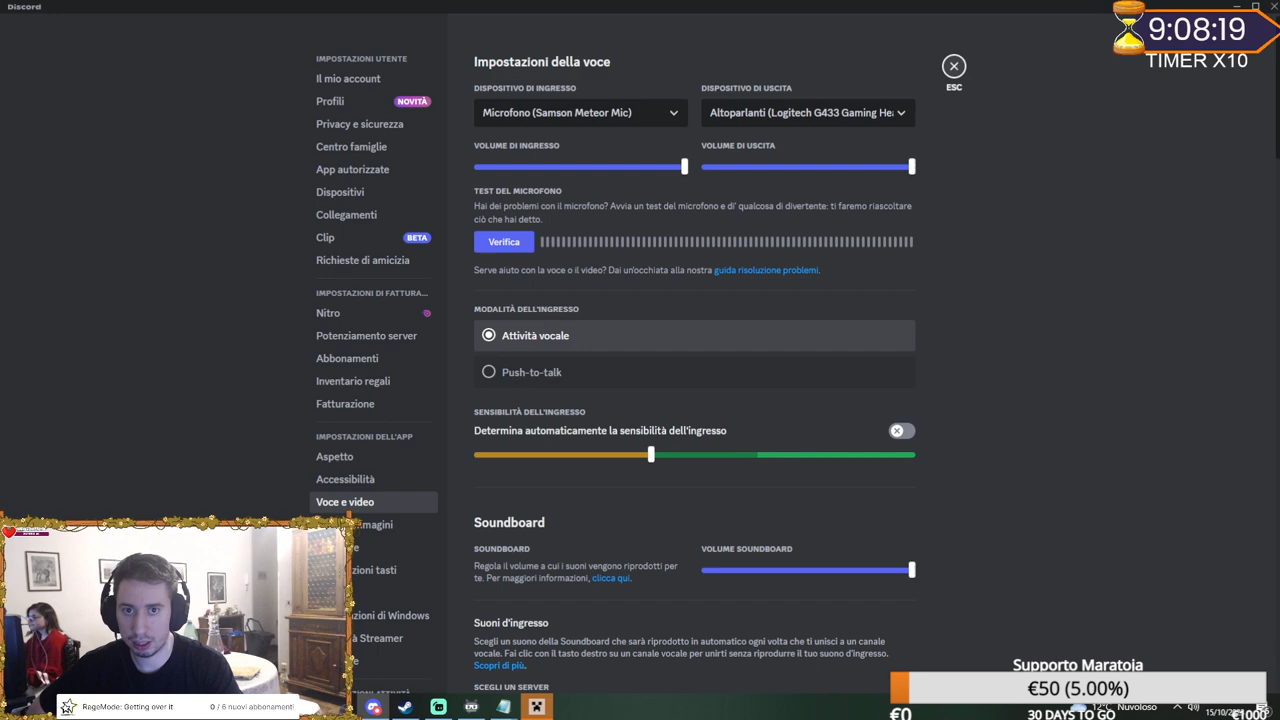 Discord
9:08:19
TIMER X10
IMPOSTAZIONI UTENTE
Il mio account
Profili
NOVITÀ
Privacy e sicurezza
Centro famiglie
App autorizzate
Dispositivi
Collegamenti
Clip
BETA
Richieste di amicizia
IMPOSTAZIONI DI FATTURA...
Nitro
Potenziamento server
Abbonamenti
Inventario regali
Fatturazione
IMPOSTAZIONI DELL'APP
Aspetto
Accessibilità
Voce e video
mmagini
azioni tasti
azioni di Windows
à Streamer
Impostazioni della voce
ESC
DISPOSITIVO DI INGRESSO
DISPOSITIVO DI USCITA
Microfono (Samson Meteor Mic)
Altoparlanti (Logitech G433 Gaming Hea
VOLUME DI INGRESSO
VOLUME DI USCITA
TEST DEL MICROFONO
Hai dei problemi con il microfono? Avvia un test del microfono e di' qualcosa di divertente: ti faremo riascoltare
ciò che hai detto.
Verifica
Serve aiuto con la voce o il video? Dai un'occhiata alla nostra guida risoluzione problemi.
MODALITÀ DELL'INGRESSO
Attività vocale
Push-to-talk
SENSIBILITÀ DELL'INGRESSO
Determina automaticamente la sensibilità dell'ingresso
Soundboard
SOUNDBOARD
VOLUME SOUNDBOARD
Regola il volume a cui i suoni vengono riprodotti per
te. Per maggiori informazioni, clicca qui.
Suoni d'ingresso
Scegli un suono della Soundboard che sarà riprodotto in automatico ogni volta che ti unisci a un canale
vocale. Fai clic con il tasto destro su un canale vocale per unirti senza riprodurre il tuo suono d'ingresso.
Scopri di più.
SCEGLI UN SERVER
RageMode: Getting over it
0 / 6 nuovi abbonamenti
Supporto Maratoia
€50 (5.00%)
€0
30 DAYS TO GO
€1000
12°C Nuvoloso